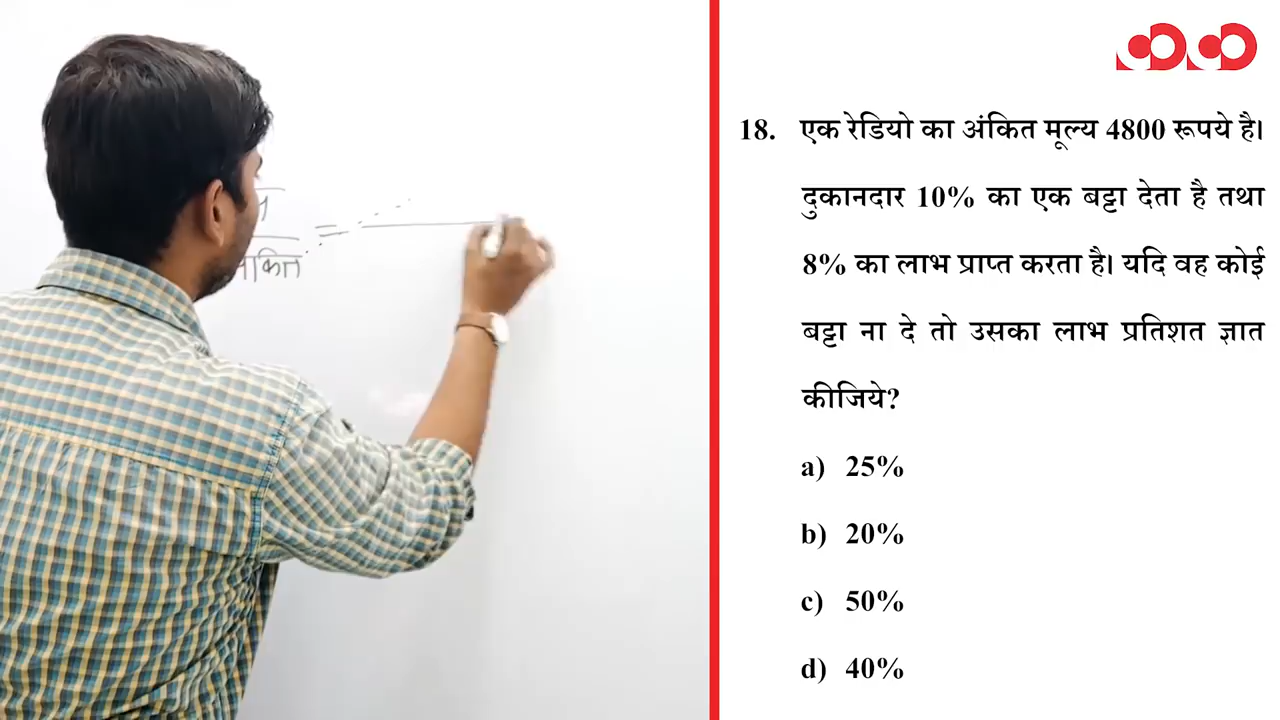 18. एक रेडियो का अंकित मूल्य 4800 रूपये है।
दुकानदार 10% का एक बट्टा देता है तथा
8% का लाभ प्राप्त करता है। यदि वह कोई
बट्टा ना दे तो उसका लाभ प्रतिशत ज्ञात
कीजिये?
a) 25%
b) 20%
c) 50%
d) 40%
=